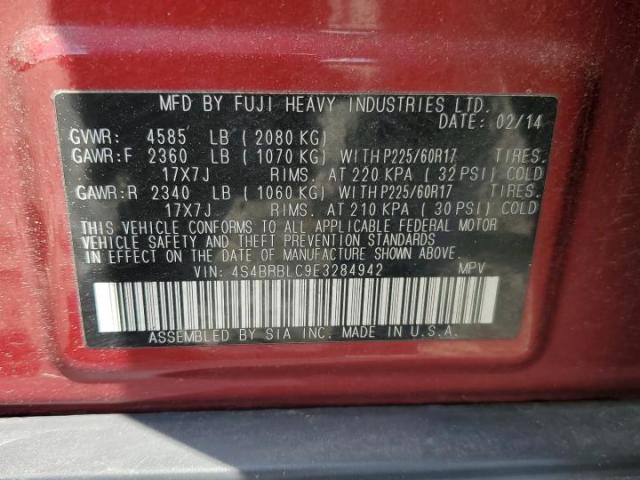 MFD BY FUJI HEAVY INDUSTRIES LTD.
DATE: 02/14
GVWR: 4585 LB (2080 KG)
GAWR:F 2360 LB (1070 KG) WITH P225/60R17 TIRES.
17X7J RIMS. AT 220 KPA (32 PSI) COLD
GAWR:R 2340 LB (1060 KG) WITH P225/60R17 TIRES.
17X7J RIMS. AT 210 KPA (30 PSI) COLD
THIS VEHICLE CONFORMS TO ALL APPLICABLE FEDERAL MOTOR
VEHICLE SAFETY AND THEFT PREVENTION STANDARDS
IN EFFECT ON THE DATE OF MANUFACTURE SHOWN ABOVE.
VIN: 4S4BRBLC9E3284942 MPV
ASSEMBLED BY SIA INC. MADE IN U.S.A.